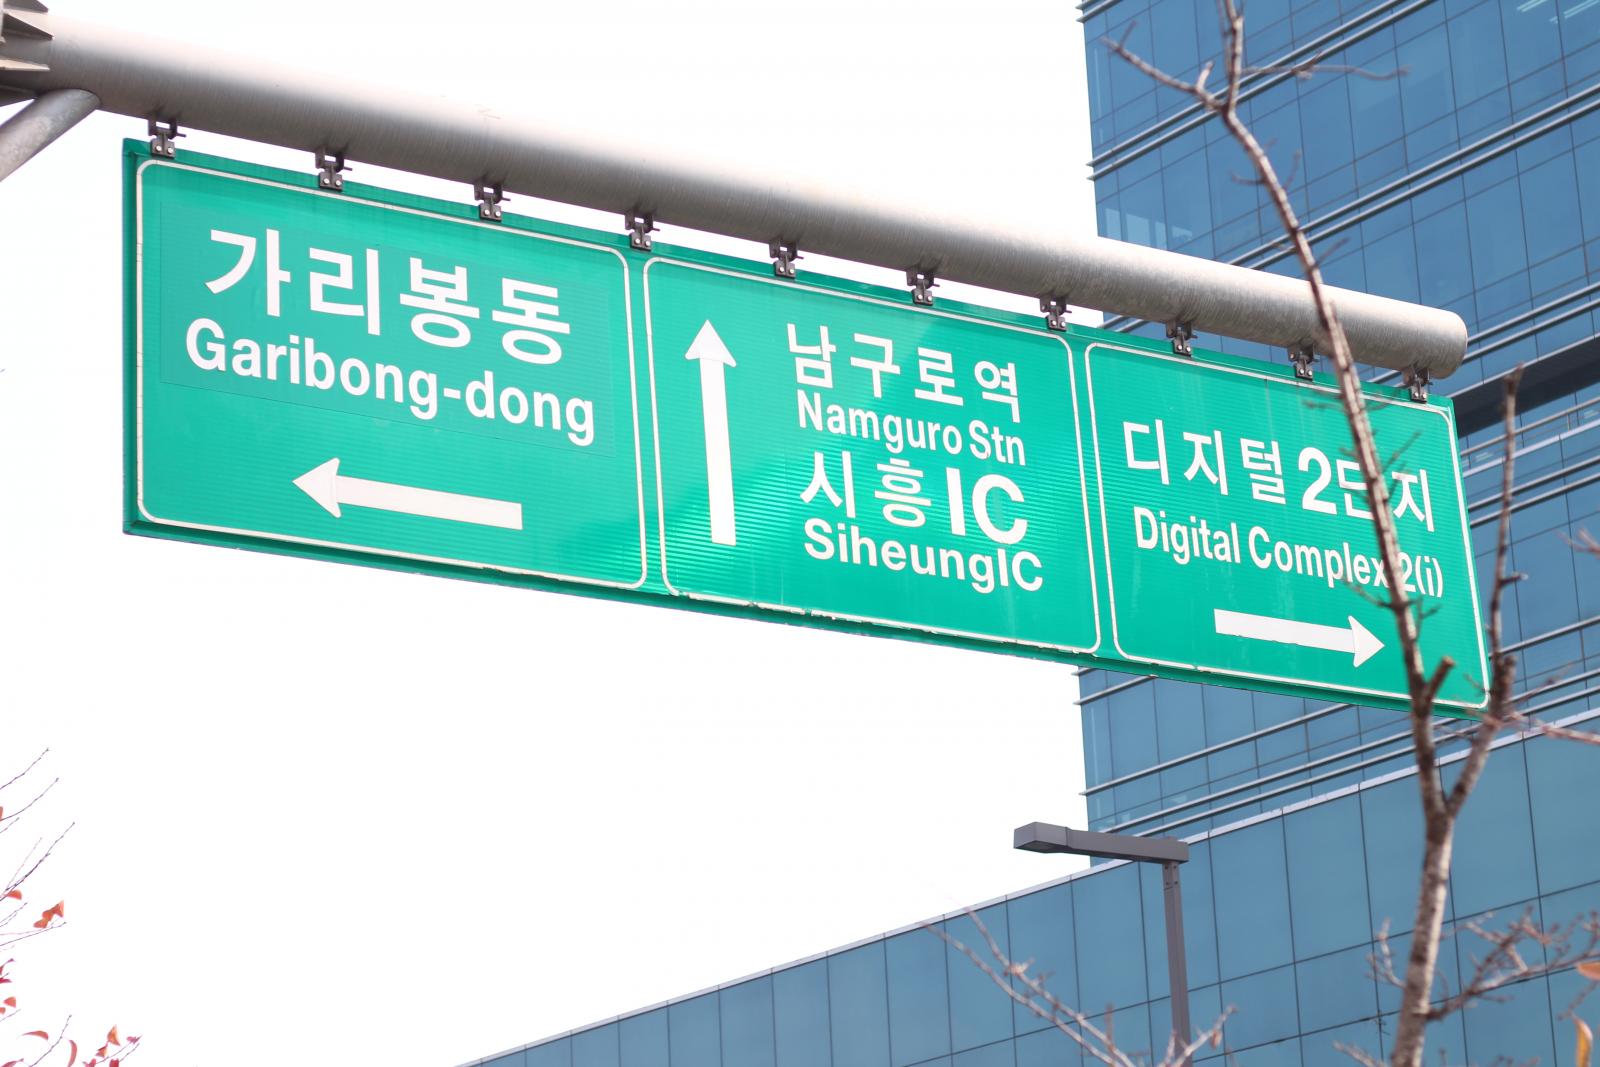 가리봉동
Garibong-dong
남구로역
Namguro Stn
시흥IC
SiheungIC
디지털2단지
Digital Complex 2(i)